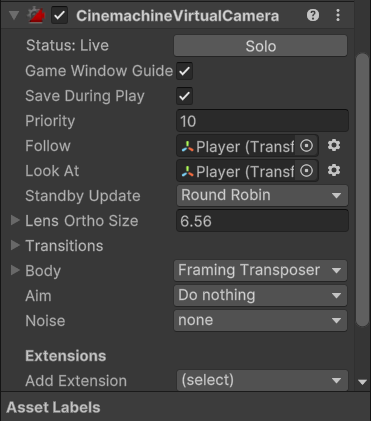 CinemachineVirtualCamera
Status: Live Solo
Game Window Guide
Save During Play
Priority 10
Follow Player (Transf
Look At Player (Transf
Standby Update Round Robin
Lens Ortho Size 6.56
Transitions
Body Framing Transposer
Aim Do nothing
Noise none
Extensions
Add Extension (select)
Asset Labels